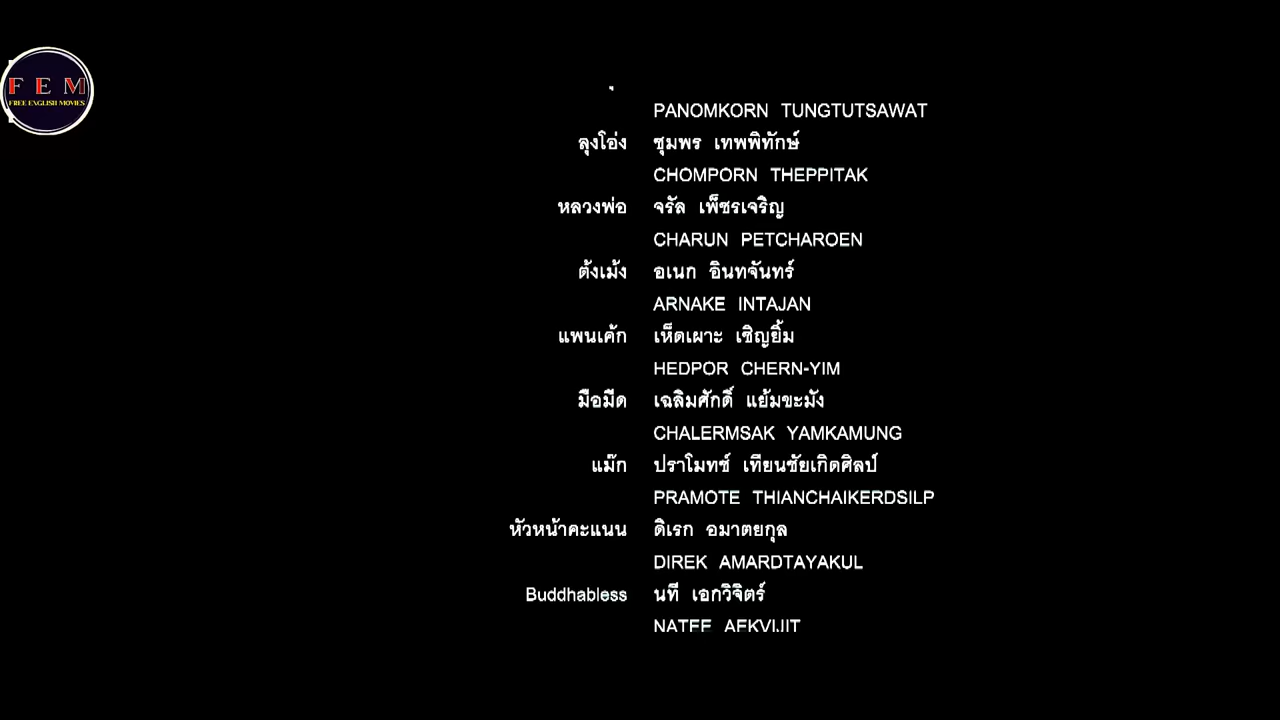 F E M
FREE ENGLISH MOVIES
PANOMKORN TUNGTUTSAWAT
ลุงโอ่ง ชุมพร เทพพิทักษ์
CHOMPORN THEPPITAK
หลวงพ่อ จรัล เพ็ชรเจริญ
CHARUN PETCHAROEN
ต้งเม้ง อเนก อินทจันทร์
ARNAKE INTAJAN
แพนเค้ก เห็ดเผาะ เชิญยิ้ม
HEDPOR CHERN-YIM
มือมีด เฉลิมศักดิ์ แย้มขะมัง
CHALERMSAK YAMKAMUNG
แม๊ก ปราโมทช์ เทียนชัยเกิดศิลป์
PRAMOTE THIANCHAIKERDSILP
หัวหน้าคะแนน ดิเรก อมาตยกุล
DIREK AMARDTAYAKUL
Buddhabless นที เอกวิจิตร์
NATEE AEKVIJIT